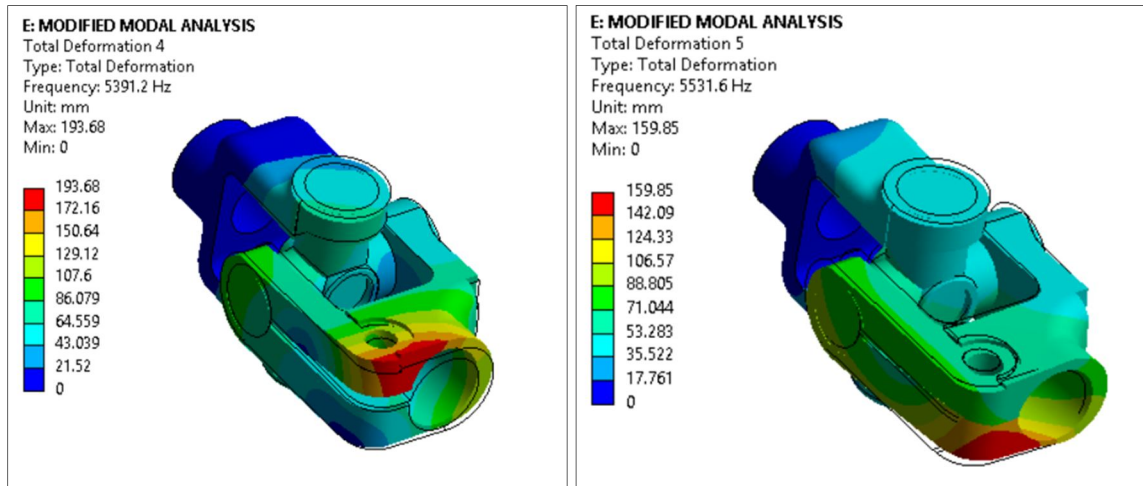 E: MODIFIED MODAL ANALYSIS
Total Deformation 4
Type: Total Deformation
Frequency: 5391.2 Hz
Unit: mm
Max: 193.68
Min: 0
193.68
172.16
150.64
129.12
107.6
86.079
64.559
43.039
21.52
0
E: MODIFIED MODAL ANALYSIS
Total Deformation 5
Type: Total Deformation
Frequency: 5531.6 Hz
Unit: mm
Max: 159.85
Min: 0
159.85
142.09
124.33
106.57
88.805
71.044
53.283
35.522
17.761
0